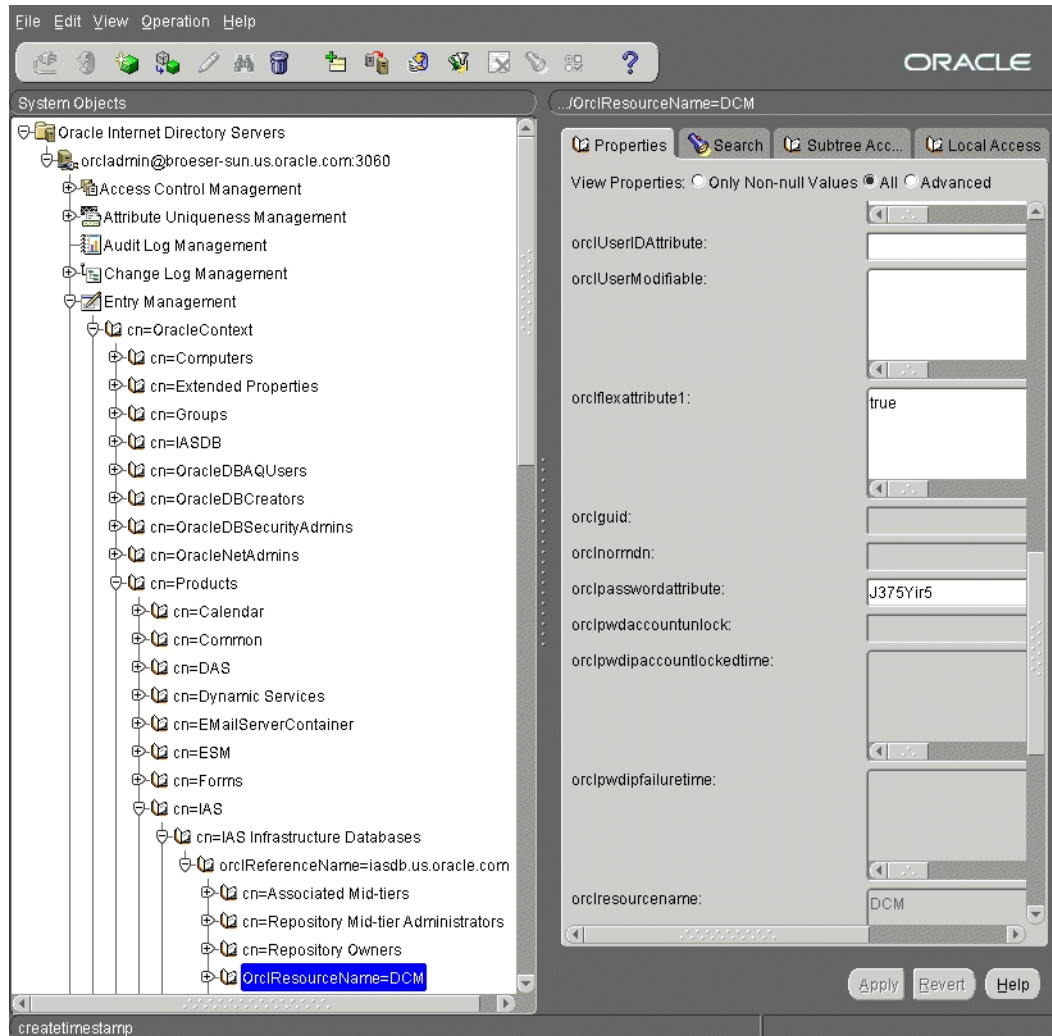 File Edit View Operation Help
ORACLE
System Objects
Oracle Internet Directory Servers
orcladmin@broeser-sun.us.oracle.com:3060
Access Control Management
Attribute Uniqueness Management
Audit Log Management
Change Log Management
Entry Management
cn=OracleContext
cn=Computers
cn=Extended Properties
cn=Groups
cn=IASDB
cn=OracleDBAQUsers
cn=OracleDBCreators
cn=OracleDBSecurityAdmins
cn=OracleNetAdmins
cn=Products
cn=Calendar
cn=Common
cn=DAS
cn=Dynamic Services
cn=EMailServerContainer
cn=ESM
cn=Forms
cn=IAS
cn=IAS Infrastructure Databases
orclReferenceName=iasdb.us.oracle.com
cn=Associated Mid-tiers
cn=Repository Mid-tier Administrators
cn=Repository Owners
OrclResourceName=DCM
createtimestamp
.../OrclResourceName=DCM
Properties Search Subtree Acc... Local Access
View Properties: Only Non-null Values All Advanced
orclUserIDAttribute:
orclUserModifiable:
orclflexattribute1: true
orclguid:
orclnormdn:
orclpasswordattribute: J375Yir5
orclpwdaccountunlock:
orclpwdipaccountlockedtime:
orclpwdipfailuretime:
orclresourcename: DCM
Apply Revert Help